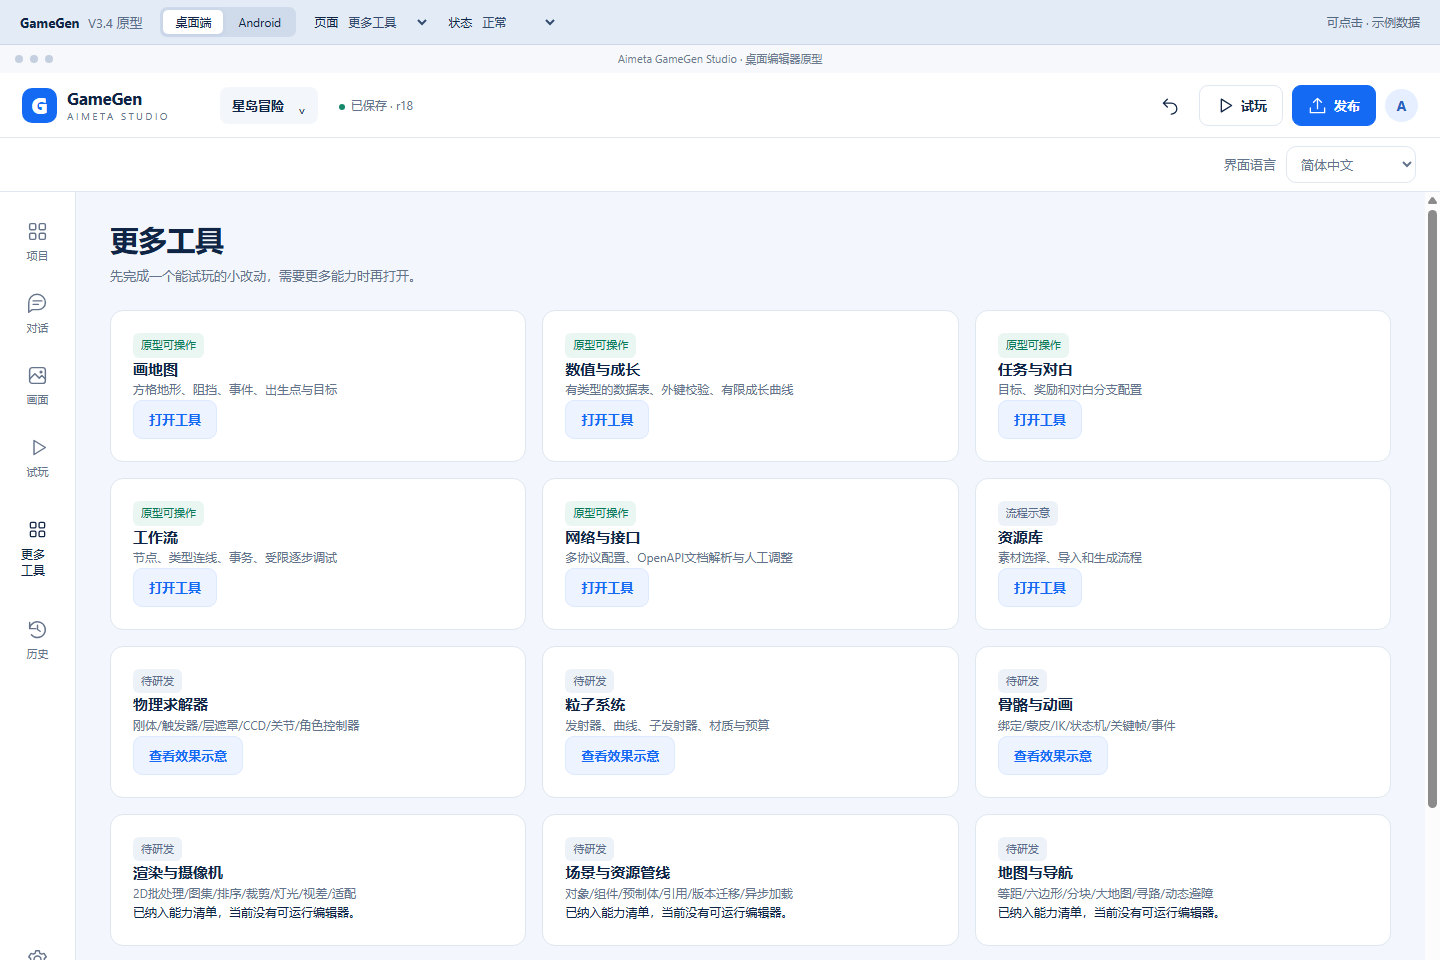 GameGen V3.4 原型 桌面端 Android 页面 更多工具 状态 正常 可点击 · 示例数据
Aimeta GameGen Studio · 桌面编辑器原型
G GameGen
AIMETA STUDIO
星岛冒险 已保存 · r18 试玩 发布 A
界面语言 简体中文
项目
对话
画面
试玩
更多
工具
历史
更多工具
先完成一个能试玩的小改动，需要更多能力时再打开。
原型可操作
画地图
方格地形、阻挡、事件、出生点与目标
打开工具
原型可操作
数值与成长
有类型的数据表、外键校验、有限成长曲线
打开工具
原型可操作
任务与对白
目标、奖励和对白分支配置
打开工具
原型可操作
工作流
节点、类型连线、事务、受限逐步调试
打开工具
原型可操作
网络与接口
多协议配置、OpenAPI文档解析与人工调整
打开工具
流程示意
资源库
素材选择、导入和生成流程
打开工具
待研发
物理求解器
刚体/触发器/层遮罩/CCD/关节/角色控制器
查看效果示意
待研发
粒子系统
发射器、曲线、子发射器、材质与预算
查看效果示意
待研发
骨骼与动画
绑定/蒙皮/IK/状态机/关键帧/事件
查看效果示意
待研发
渲染与摄像机
2D批处理/图集/排序/裁剪/灯光/视差/适配
已纳入能力清单，当前没有可运行编辑器。
待研发
场景与资源管线
对象/组件/预制体/引用/版本迁移/异步加载
已纳入能力清单，当前没有可运行编辑器。
待研发
地图与导航
等距/六边形/分块/大地图/寻路/动态避障
已纳入能力清单，当前没有可运行编辑器。